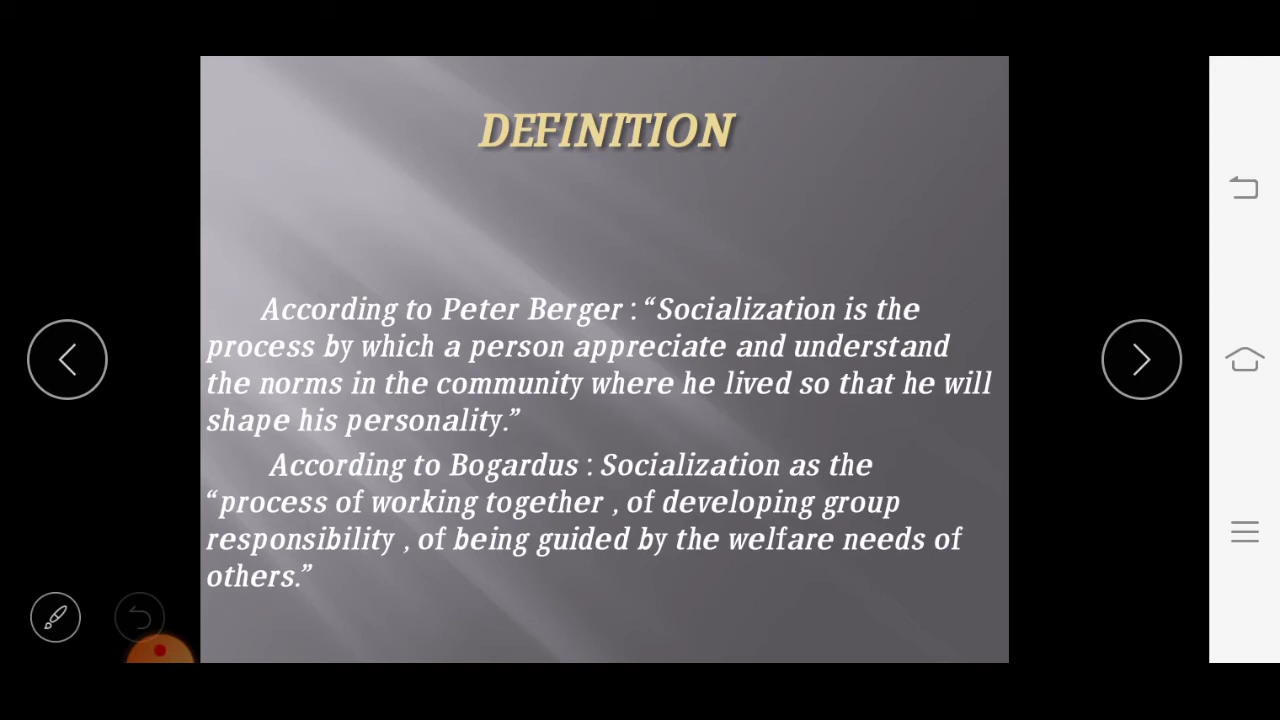 DEFINITION
According to Peter Berger : “Socialization is the
process by which a person appreciate and understand
the norms in the community where he lived so that he will
shape his personality.”
According to Bogardus : Socialization as the
“process of working together , of developing group
responsibility , of being guided by the welfare needs of
others.”